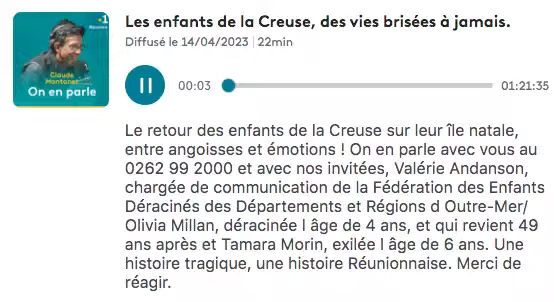 Les enfants de la Creuse, des vies brisées à jamais.
Diffusé le 14/04/2023 | 22min
1
Réunion
Claude
Montanet
On en parle
00:03
01:21:35
Le retour des enfants de la Creuse sur leur île natale,
entre angoisses et émotions ! On en parle avec vous au
0262 99 2000 et avec nos invitées, Valérie Andanson,
chargée de communication de la Fédération des Enfants
Déracinés des Départements et Régions d Outre-Mer/
Olivia Millan, déracinée l âge de 4 ans, et qui revient 49
ans après et Tamara Morin, exilée l âge de 6 ans. Une
histoire tragique, une histoire Réunionnaise. Merci de
réagir.